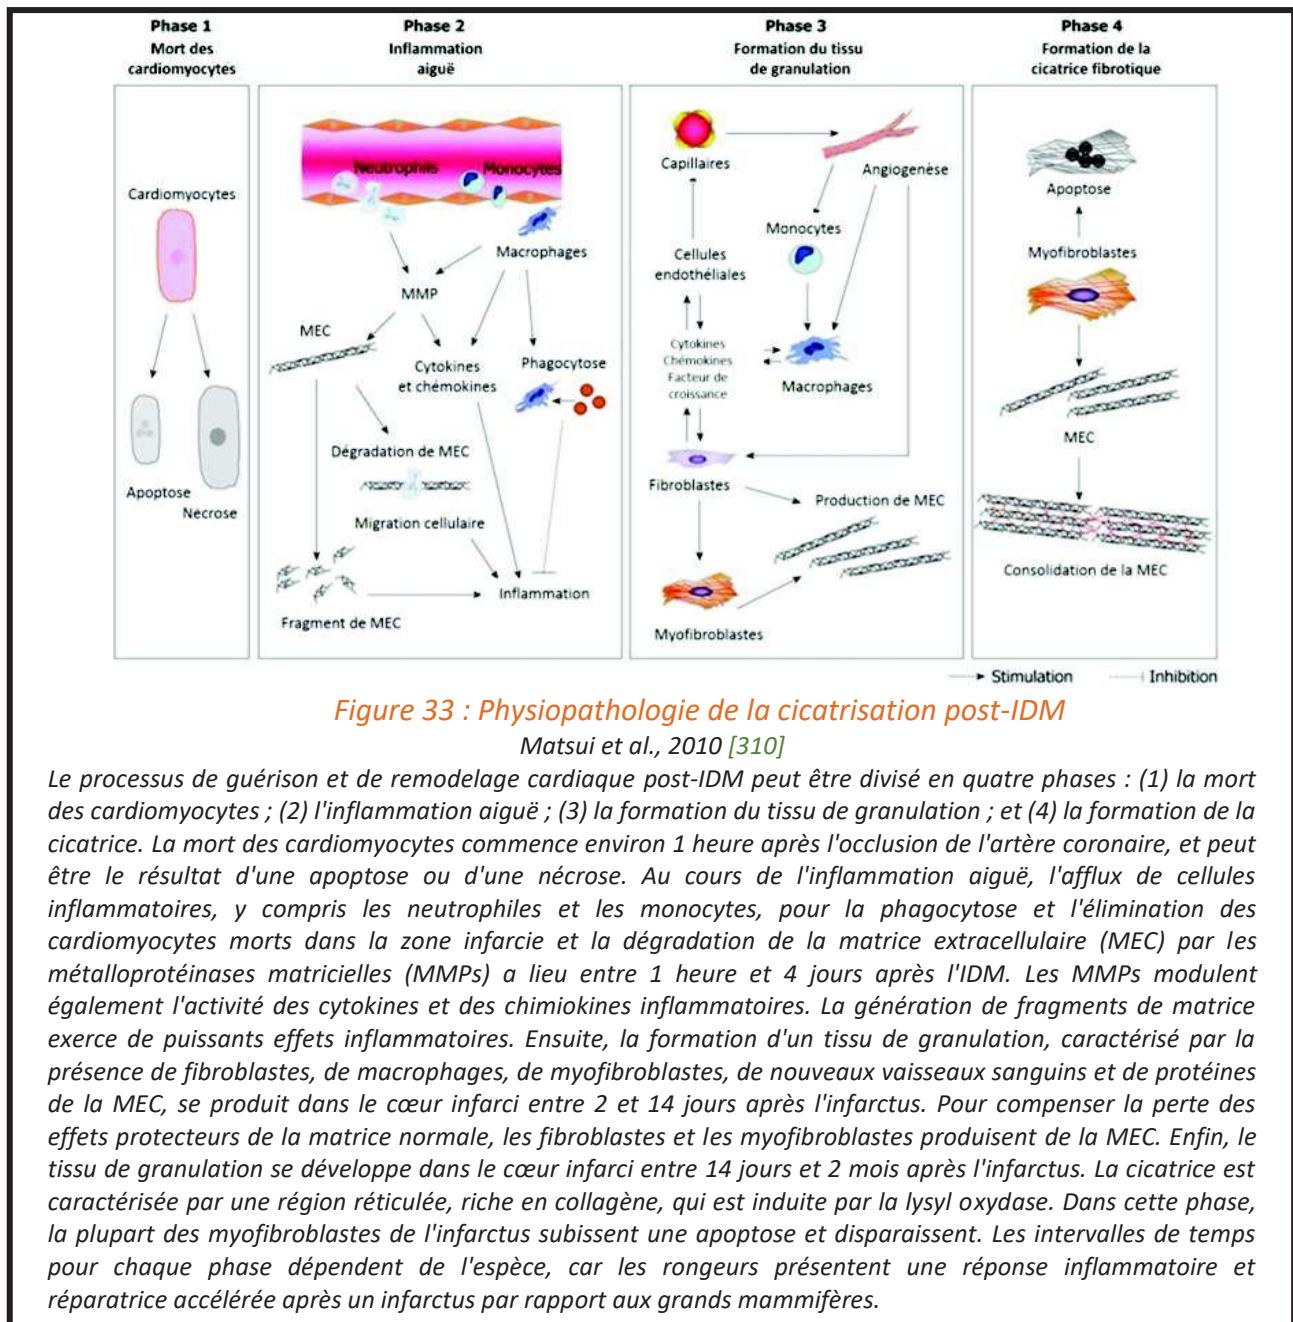 Phase 1
Mort des
cardiomyocytes
Phase 2
Inflammation
aiguë
Phase 3
Formation du tissu
de granulation
Phase 4
Formation de la
cicatrice fibrotique
Cardiomyocytes
Apoptose
Nécrose
Neutrophils
Monocytes
Macrophages
MMP
MEC
Cytokines
et chémokines
Phagocytose
Dégradation de MEC
Migration cellulaire
Inflammation
Fragment de MEC
Capillaires
Angiogenèse
Monocytes
Cellules
endothéliales
Cytokines
Chémokines
Facteur de
croissance
Macrophages
Fibroblastes
Production de MEC
Myofibroblastes
Apoptose
Myofibroblastes
MEC
Consolidation de la MEC
Stimulation
Inhibition
Figure 33 : Physiopathologie de la cicatrisation post-IDM
Matsui et al., 2010 [310]
Le processus de guérison et de remodelage cardiaque post-IDM peut être divisé en quatre phases : (1) la mort
des cardiomyocytes ; (2) l'inflammation aiguë ; (3) la formation du tissu de granulation ; et (4) la formation de la
cicatrice. La mort des cardiomyocytes commence environ 1 heure après l'occlusion de l'artère coronaire, et peut
être le résultat d'une apoptose ou d'une nécrose. Au cours de l'inflammation aiguë, l'afflux de cellules
inflammatoires, y compris les neutrophiles et les monocytes, pour la phagocytose et l'élimination des
cardiomyocytes morts dans la zone infarcie et la dégradation de la matrice extracellulaire (MEC) par les
métalloprotéinases matricielles (MMPs) a lieu entre 1 heure et 4 jours après l'IDM. Les MMPs modulent
également l'activité des cytokines et des chimiokines inflammatoires. La génération de fragments de matrice
exerce de puissants effets inflammatoires. Ensuite, la formation d'un tissu de granulation, caractérisé par la
présence de fibroblastes, de macrophages, de myofibroblastes, de nouveaux vaisseaux sanguins et de protéines
de la MEC, se produit dans le cœur infarci entre 2 et 14 jours après l'infarctus. Pour compenser la perte des
effets protecteurs de la matrice normale, les fibroblastes et les myofibroblastes produisent de la MEC. Enfin, le
tissu de granulation se développe dans le cœur infarci entre 14 jours et 2 mois après l'infarctus. La cicatrice est
caractérisée par une région réticulée, riche en collagène, qui est induite par la lysyl oxydase. Dans cette phase,
la plupart des myofibroblastes de l'infarctus subissent une apoptose et disparaissent. Les intervalles de temps
pour chaque phase dépendent de l'espèce, car les rongeurs présentent une réponse inflammatoire et
réparatrice accélérée après un infarctus par rapport aux grands mammifères.